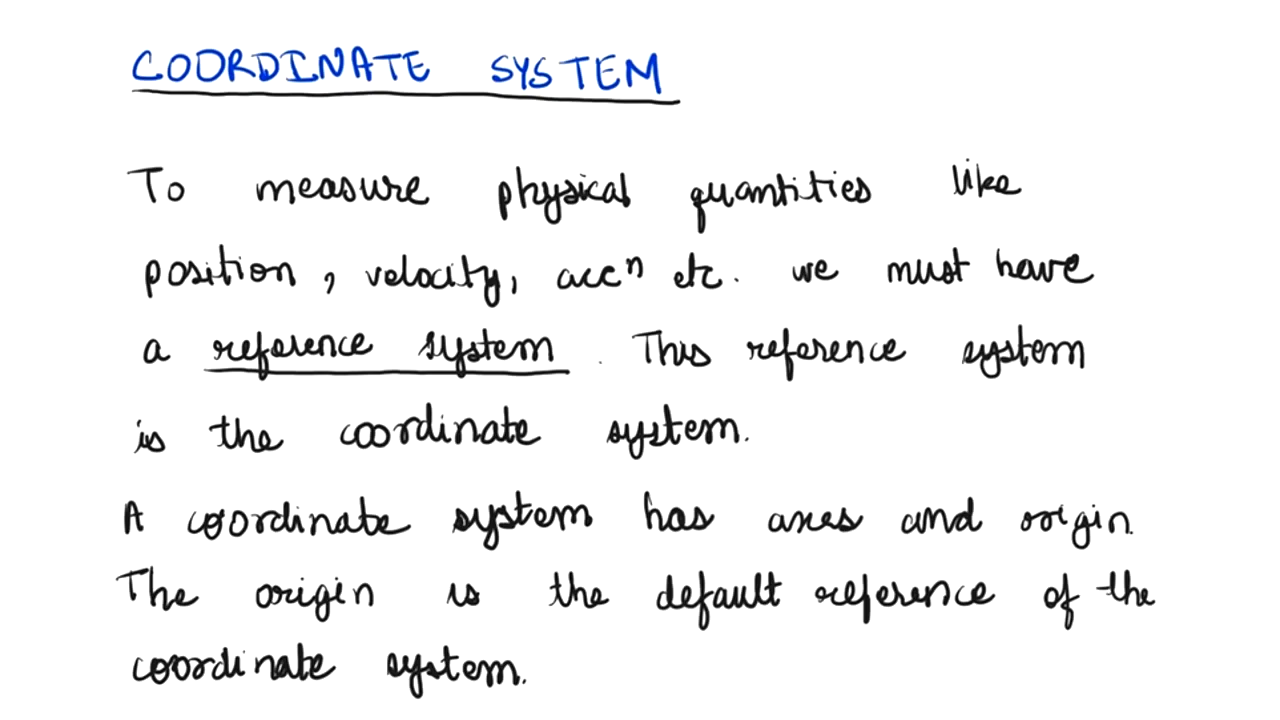 COORDINATE SYSTEM
To measure physical quantities like
position, velocity, accⁿ etc. we must have
a reference system. This reference system
is the coordinate system.
A coordinate system has axes and origin.
The origin is the default reference of the
coordinate system.